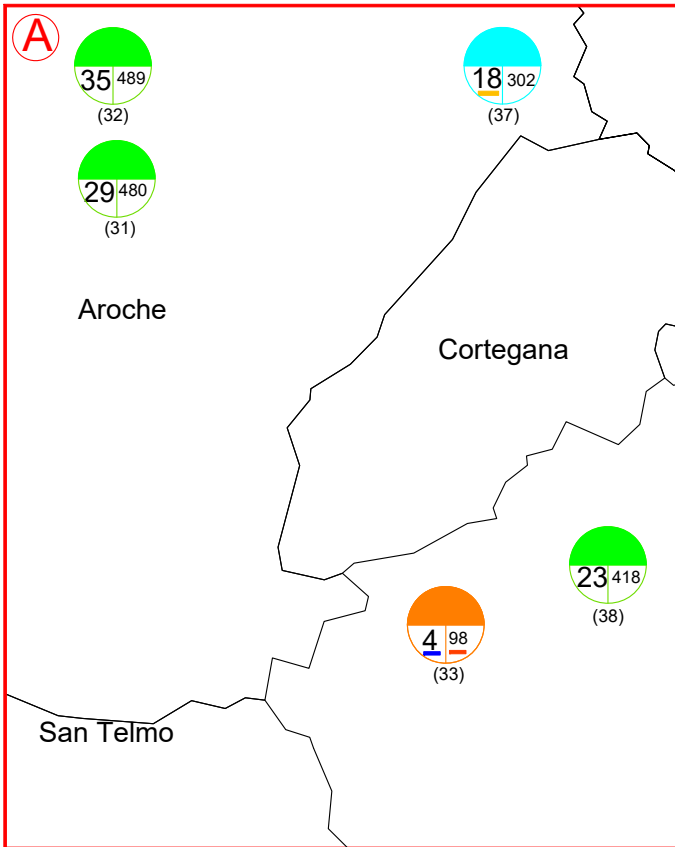 A
35 489
(32)
18 302
(37)
29 480
(31)
Aroche
Cortegana
23 418
(38)
4 98
(33)
San Telmo